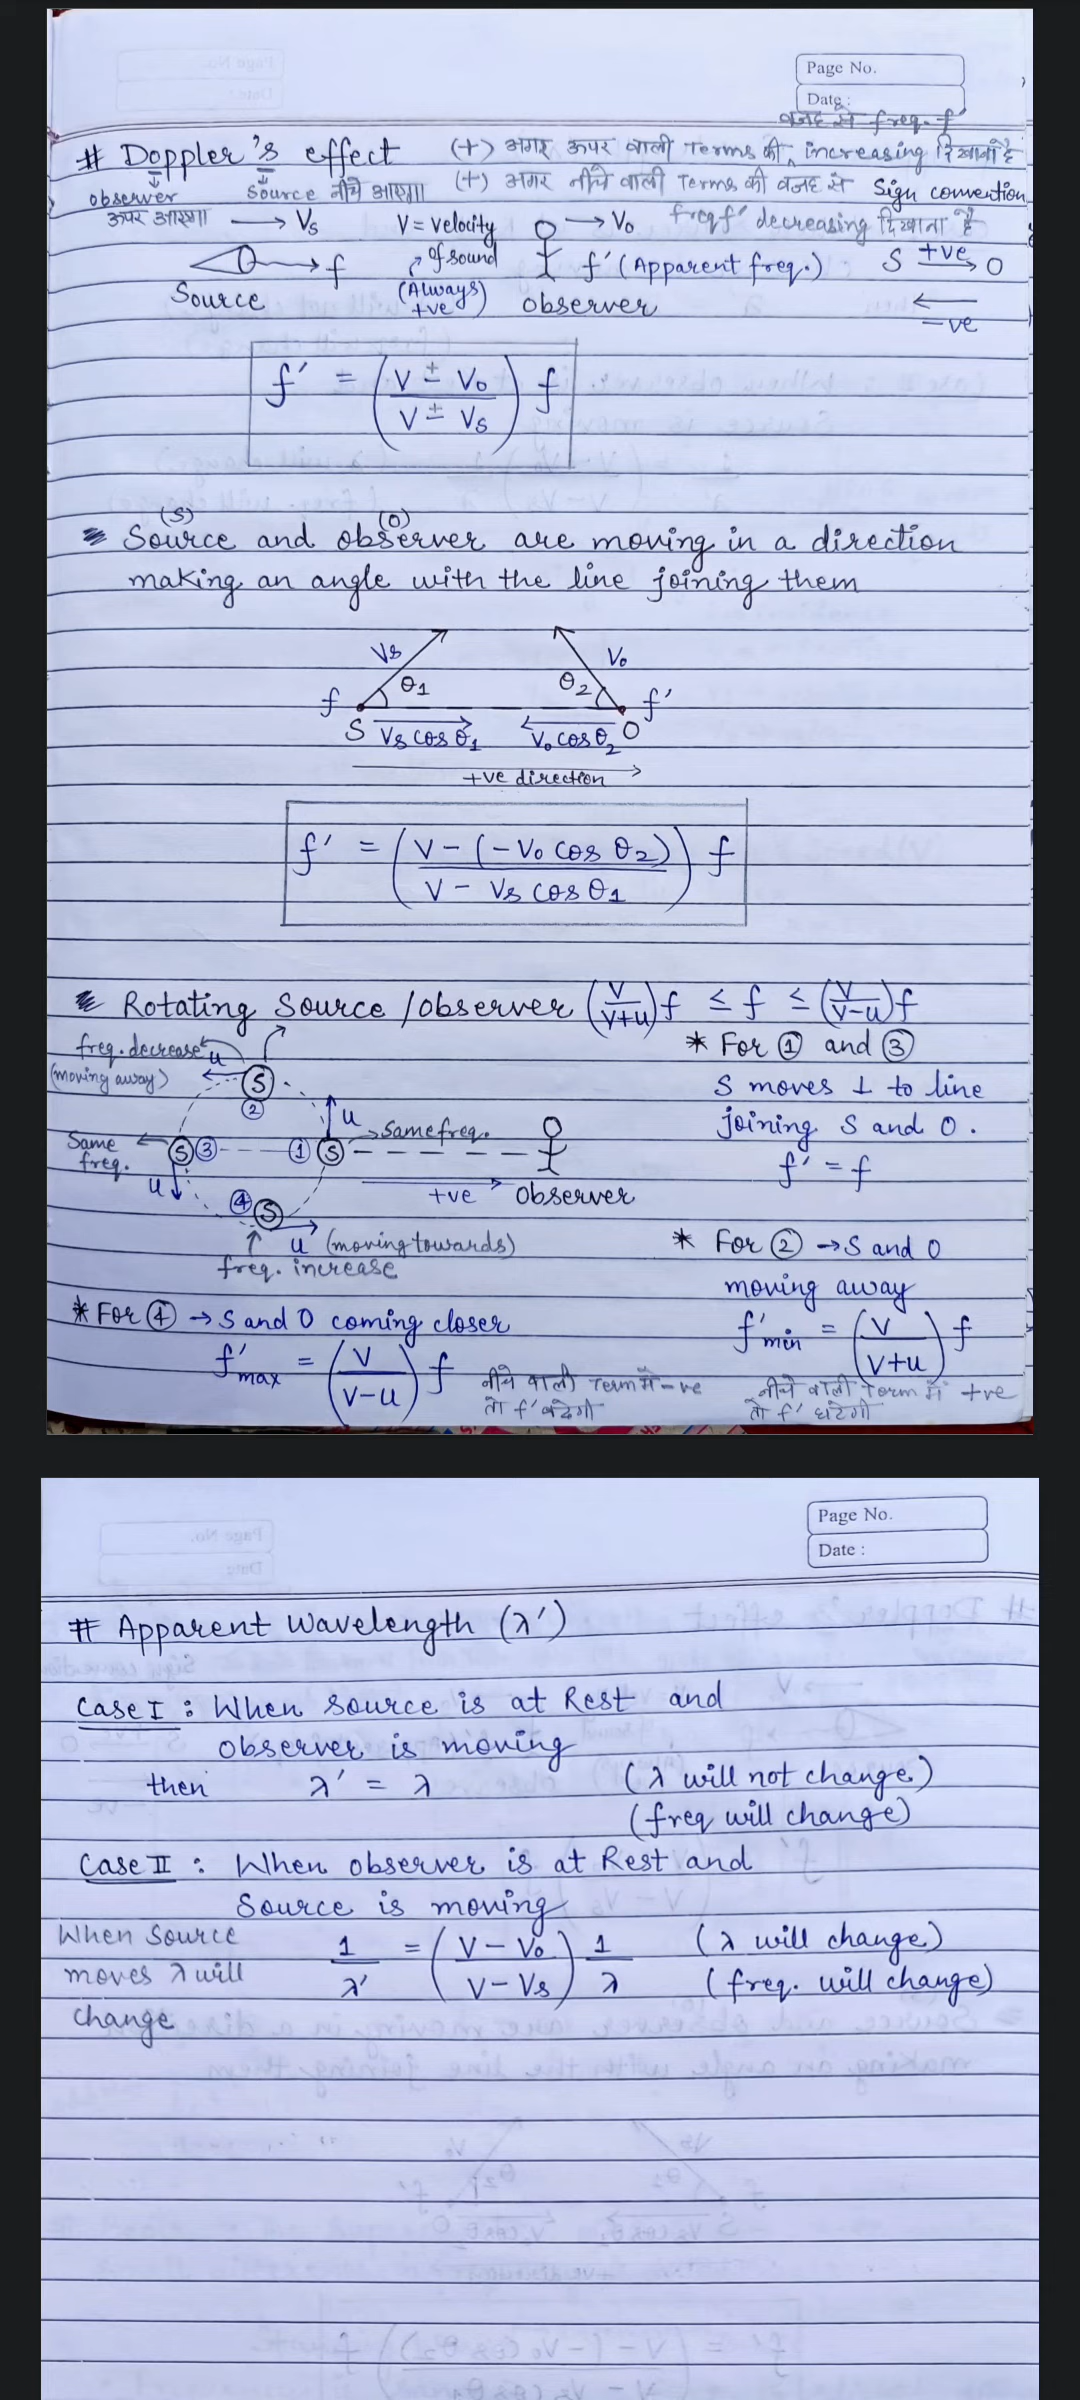 Page No.
Date :
वजह से freq. f'
# Doppler's effect (+) अगर ऊपर वाली Terms की increasing दिखाना है
observer ऊपर आएगा
Source नीचे आएगा
(+) अगर नीचे वाली Terms की वजह से
freq f' decreasing दिखाना है
Sign convention
→ Vs V = velocity of sound (Always +ve) → Vo
→ f f' (Apparent freq.) S +ve → O
Source observer ← -ve
f' = (V ± Vo / V ± Vs) f
(S) (O)
Source and observer are moving in a direction
making an angle with the line joining them
Vs Vo
f θ1 θ2 f'
S Vs cos θ1 Vo cos θ2 O
+ve direction
f' = (V - (-Vo cos θ2) / V - Vs cos θ1) f
Rotating Source / observer (V / V+u) f ≤ f ≤ (V / V-u) f
freq. decrease u
(moving away) S
②
* For ① and ③
S moves ⊥ to line
joining S and O.
f' = f
Same freq. S ③ ① S u → Same freq.
u +ve observer
④ S
u (moving towards)
freq. increase
* For ② → S and O
moving away
f'min = (V / V+u) f
नीचे वाली Term में +ve
तो f' घटेगी
* For ④ → S and O coming closer
f'max = (V / V-u) f
नीचे वाली Term में -ve
तो f' बढेगी
Page No.
Date :
# Apparent Wavelength (λ')
Case I : When source is at Rest and
observer is moving
then λ' = λ (λ will not change)
(freq will change)
Case II : When observer is at Rest and
Source is moving
When Source
moves λ will
change
1/λ' = (V - Vo / V - Vs) 1/λ (λ will change)
(freq. will change)